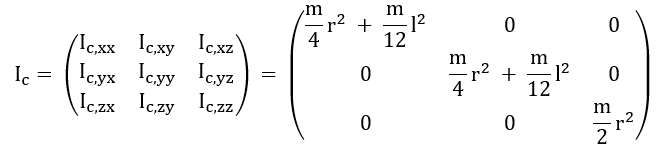 I_c = (I_c,xx I_c,xy I_c,xz) = (m/4 r² + m/12 l² 0 0)
(I_c,yx I_c,yy I_c,yz) (0 m/4 r² + m/12 l² 0)
(I_c,zx I_c,zy I_c,zz) (0 0 m/2 r²)